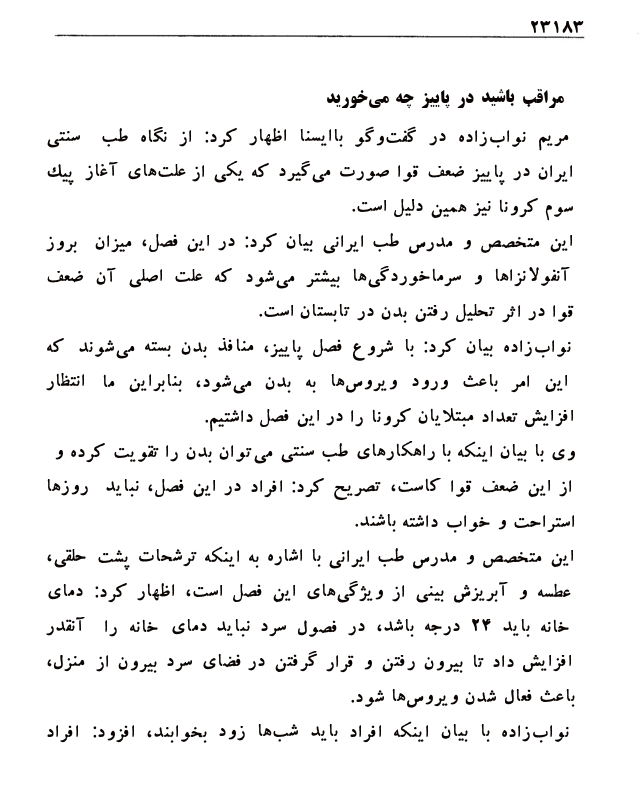 ۲۳۱۸۳
مراقب باشید در پاییز چه می‌خورید
مریم نواب‌زاده در گفت‌وگو باایسنا اظهار کرد: از نگاه طب سنتی
ایران در پاییز ضعف قوا صورت می‌گیرد که یکی از علت‌های آغاز پیك
سوم کرونا نیز همین دلیل است.
این متخصص و مدرس طب ایرانی بیان کرد: در این فصل، میزان بروز
آنفولانزاها و سرماخوردگی‌ها بیشتر می‌شود که علت اصلی آن ضعف
قوا در اثر تحلیل رفتن بدن در تابستان است.
نواب‌زاده بیان کرد: با شروع فصل پاییز، منافذ بدن بسته می‌شوند که
این امر باعث ورود ویروس‌ها به بدن می‌شود، بنابراین ما انتظار
افزایش تعداد مبتلایان کرونا را در این فصل داشتیم.
وی با بیان اینکه با راهکارهای طب سنتی می‌توان بدن را تقویت کرده و
از این ضعف قوا کاست، تصریح کرد: افراد در این فصل، نباید روزها
استراحت و خواب داشته باشند.
این متخصص و مدرس طب ایرانی با اشاره به اینکه ترشحات پشت حلقی،
عطسه و آبریزش بینی از ویژگی‌های این فصل است، اظهار کرد: دمای
خانه باید ۲۴ درجه باشد، در فصول سرد نباید دمای خانه را آنقدر
افزایش داد تا بیرون رفتن و قرار گرفتن در فضای سرد بیرون از منزل،
باعث فعال شدن ویروس‌ها شود.
نواب‌زاده با بیان اینکه افراد باید شب‌ها زود بخوابند، افزود: افراد